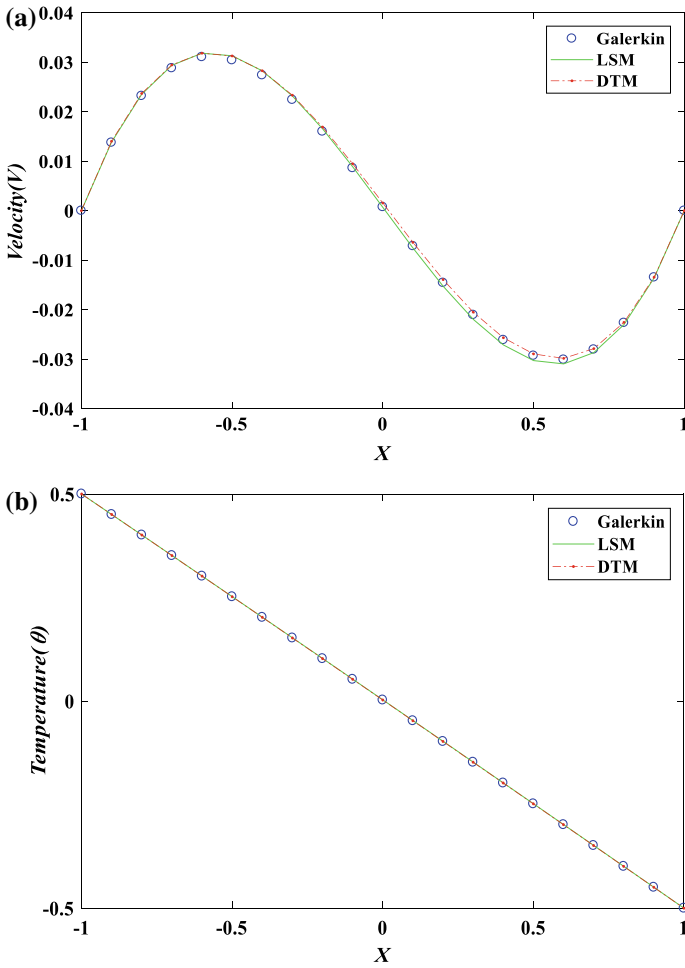 (a)
0.04
0.03
0.02
0.01
0
-0.01
-0.02
-0.03
-0.04
Velocity(V)
Galerkin
LSM
DTM
-1
-0.5
0
0.5
1
X
(b)
0.5
0
-0.5
Temperature(θ)
Galerkin
LSM
DTM
-1
-0.5
0
0.5
1
X